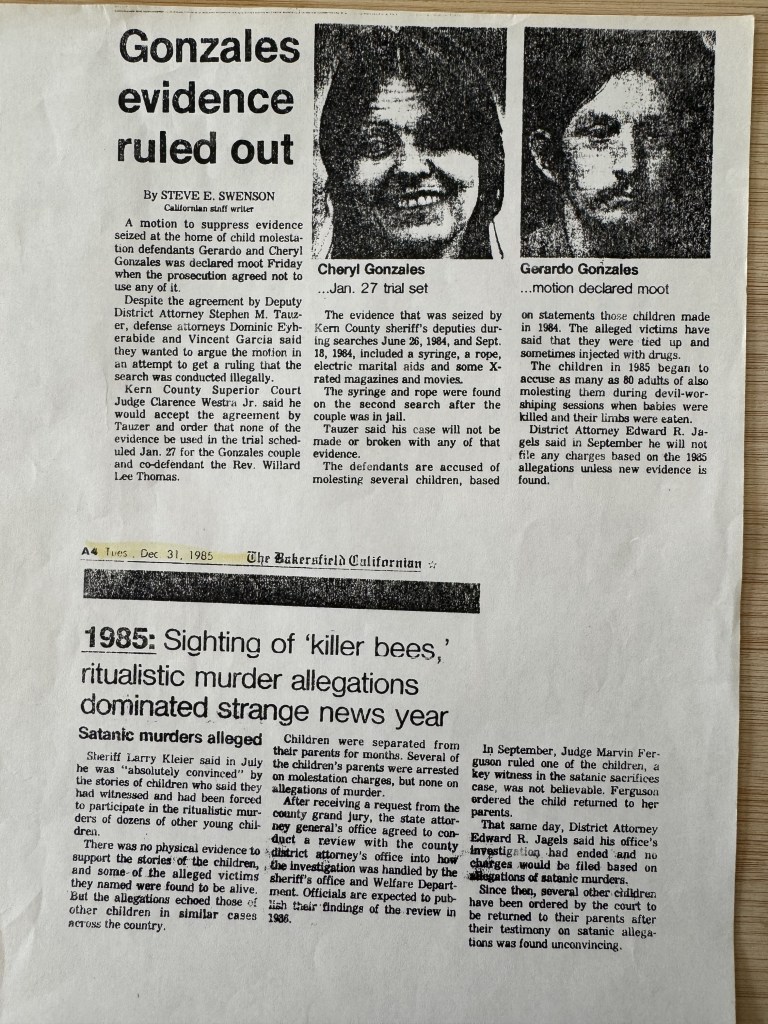 Gonzales
evidence
ruled out
By STEVE E. SWENSON
Californian staff writer
A motion to suppress evidence
seized at the home of child molesta-
tion defendants Gerardo and Cheryl
Gonzales was declared moot Friday
when the prosecution agreed not to
use any of it.
Despite the agreement by Deputy
District Attorney Stephen M. Tauz-
er, defense attorneys Dominic Eyh-
erabide and Vincent Garcia said
they wanted to argue the motion in
an attempt to get a ruling that the
search was conducted illegally.
Kern County Superior Court
Judge Clarence Westra Jr. said he
would accept the agreement by
Tauzer and order that none of the
evidence be used in the trial sched-
uled Jan. 27 for the Gonzales couple
and co-defendant the Rev. Willard
Lee Thomas.
Cheryl Gonzales
...Jan. 27 trial set
The evidence that was seized by
Kern County sheriff's deputies dur-
ing searches June 26, 1984, and Sept.
18, 1984, included a syringe, a rope,
electric marital aids and some X-
rated magazines and movies.
The syringe and rope were found
on the second search after the
couple was in jail.
Tauzer said his case will not be
made or broken with any of that
evidence.
The defendants are accused of
molesting several children, based
Gerardo Gonzales
...motion declared moot
on statements those children made
in 1984. The alleged victims have
said that they were tied up and
sometimes injected with drugs.
The children in 1985 began to
accuse as many as 80 adults of also
molesting them during devil-wor-
shiping sessions when babies were
killed and their limbs were eaten.
District Attorney Edward R. Ja-
gels said in September he will not
file any charges based on the 1985
allegations unless new evidence is
found.
A4 Tues., Dec 31, 1985 The Bakersfield Californian ☆
1985: Sighting of 'killer bees,'
ritualistic murder allegations
dominated strange news year
Satanic murders alleged
Sheriff Larry Kleier said in July
he was "absolutely convinced" by
the stories of children who said they
had witnessed and had been forced
to participate in the ritualistic mur-
ders of dozens of other young chil-
dren.
There was no physical evidence to
support the stories of the children,
and some of the alleged victims
they named were found to be alive.
But the allegations echoed those of
other children in similar cases
across the country.
Children were separated from
their parents for months. Several of
the children's parents were arrested
on molestation charges, but none on
allegations of murder.
After receiving a request from the
county grand jury, the state attor-
ney general's office agreed to con-
duct a review with the county
district attorney's office into how
the investigation was handled by the
sheriff's office and Welfare Depart-
ment. Officials are expected to pub-
lish their findings of the review in
1986.
In September, Judge Marvin Fer-
guson ruled one of the children, a
key witness in the satanic sacrifices
case, was not believable. Ferguson
ordered the child returned to her
parents.
That same day, District Attorney
Edward R. Jagels said his office's
investigation had ended and no
charges would be filed based on
allegations of satanic murders.
Since then, several other children
have been ordered by the court to
be returned to their parents after
their testimony on satanic allega-
tions was found unconvincing.